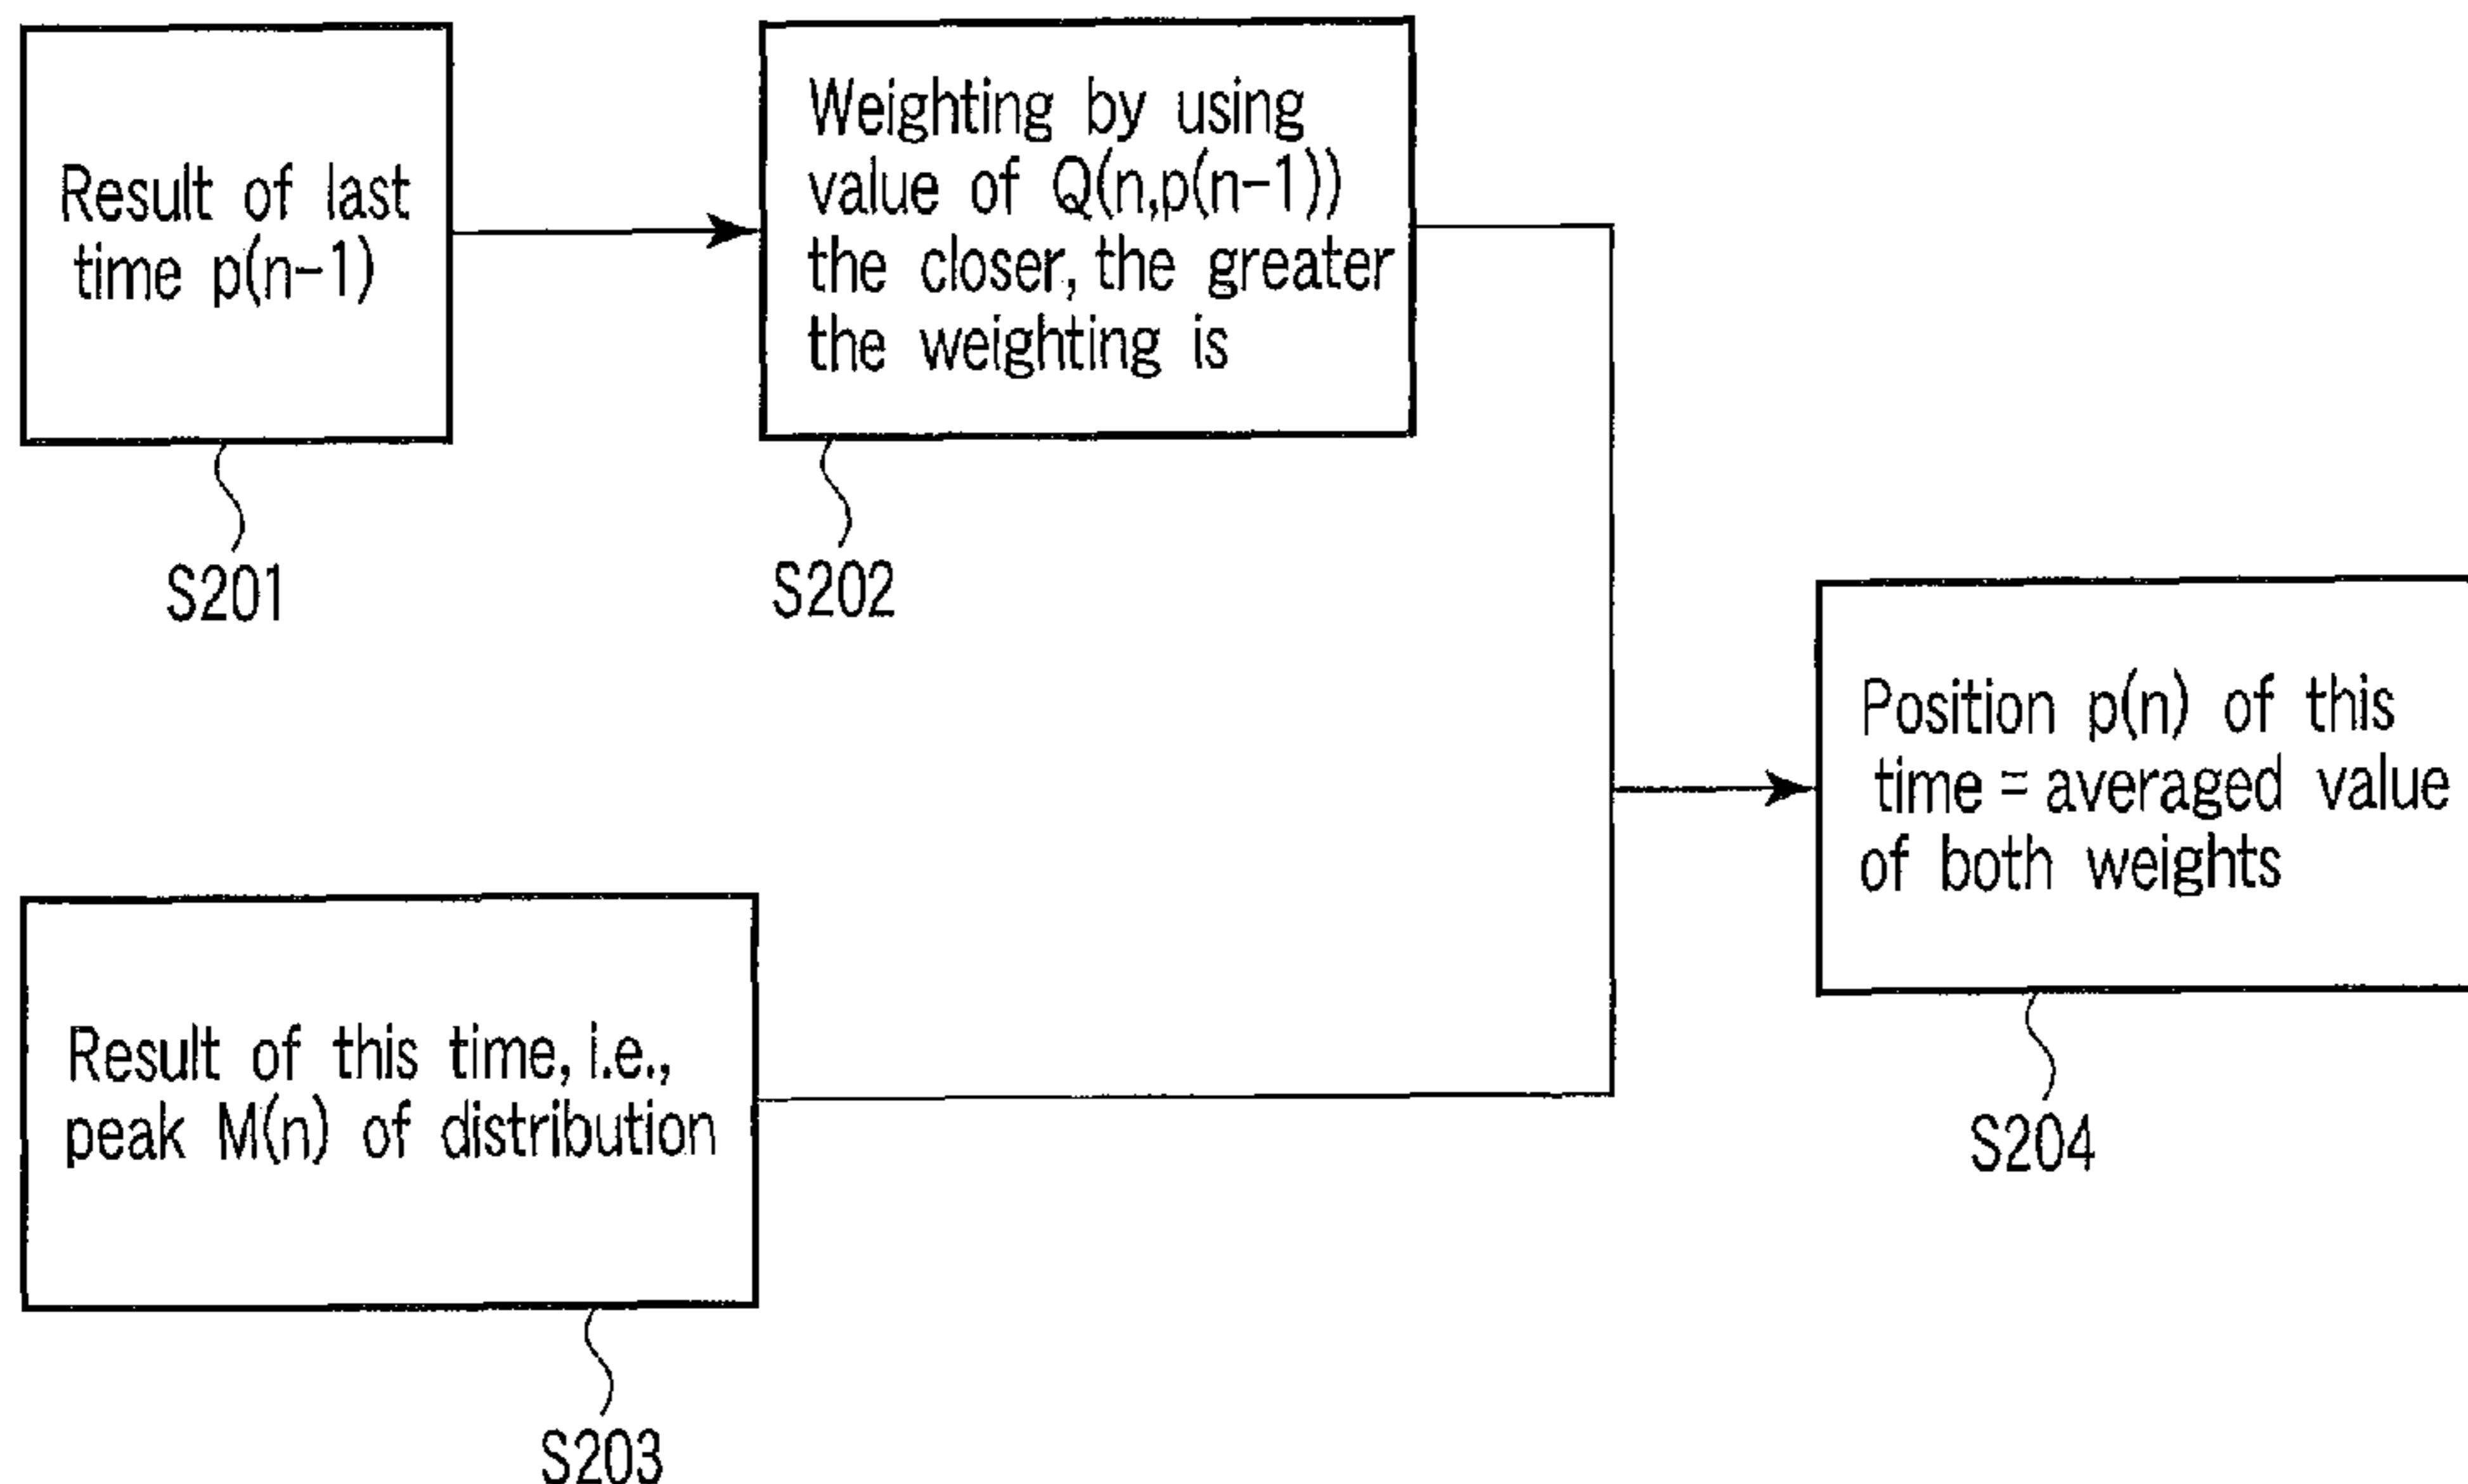 Result of last
time p(n-1)
S201
Weighting by using
value of Q(n,p(n-1))
the closer, the greater
the weighting is
S202
Result of this time, i.e.,
peak M(n) of distribution
S203
Position p(n) of this
time = averaged value
of both weights
S204